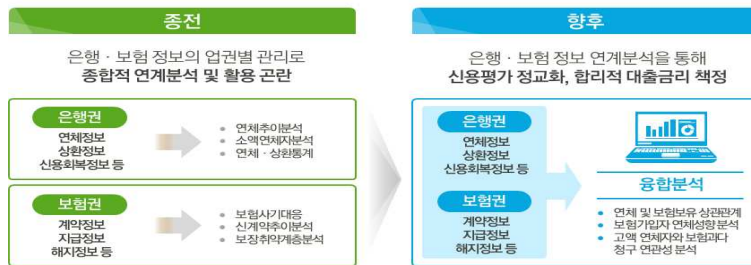 종전
은행 · 보험 정보의 업권별 관리로
종합적 연계분석 및 활용 곤란
은행권
연체정보
상환정보
신용회복정보 등
연체추이분석
소액연체자분석
연체 · 상환통계
보험권
계약정보
지급정보
해지정보 등
보험사기대응
신계약추이분석
보장취약계층분석
향후
은행 · 보험 정보 연계분석을 통해
신용평가 정교화, 합리적 대출금리 책정
은행권
연체정보
상환정보
신용회복정보 등
보험권
계약정보
지급정보
해지정보 등
융합분석
연체 및 보험보유 상관관계
보험가입자 연체성향 분석
고액 연체자와 보험과다
청구 연관성 분석